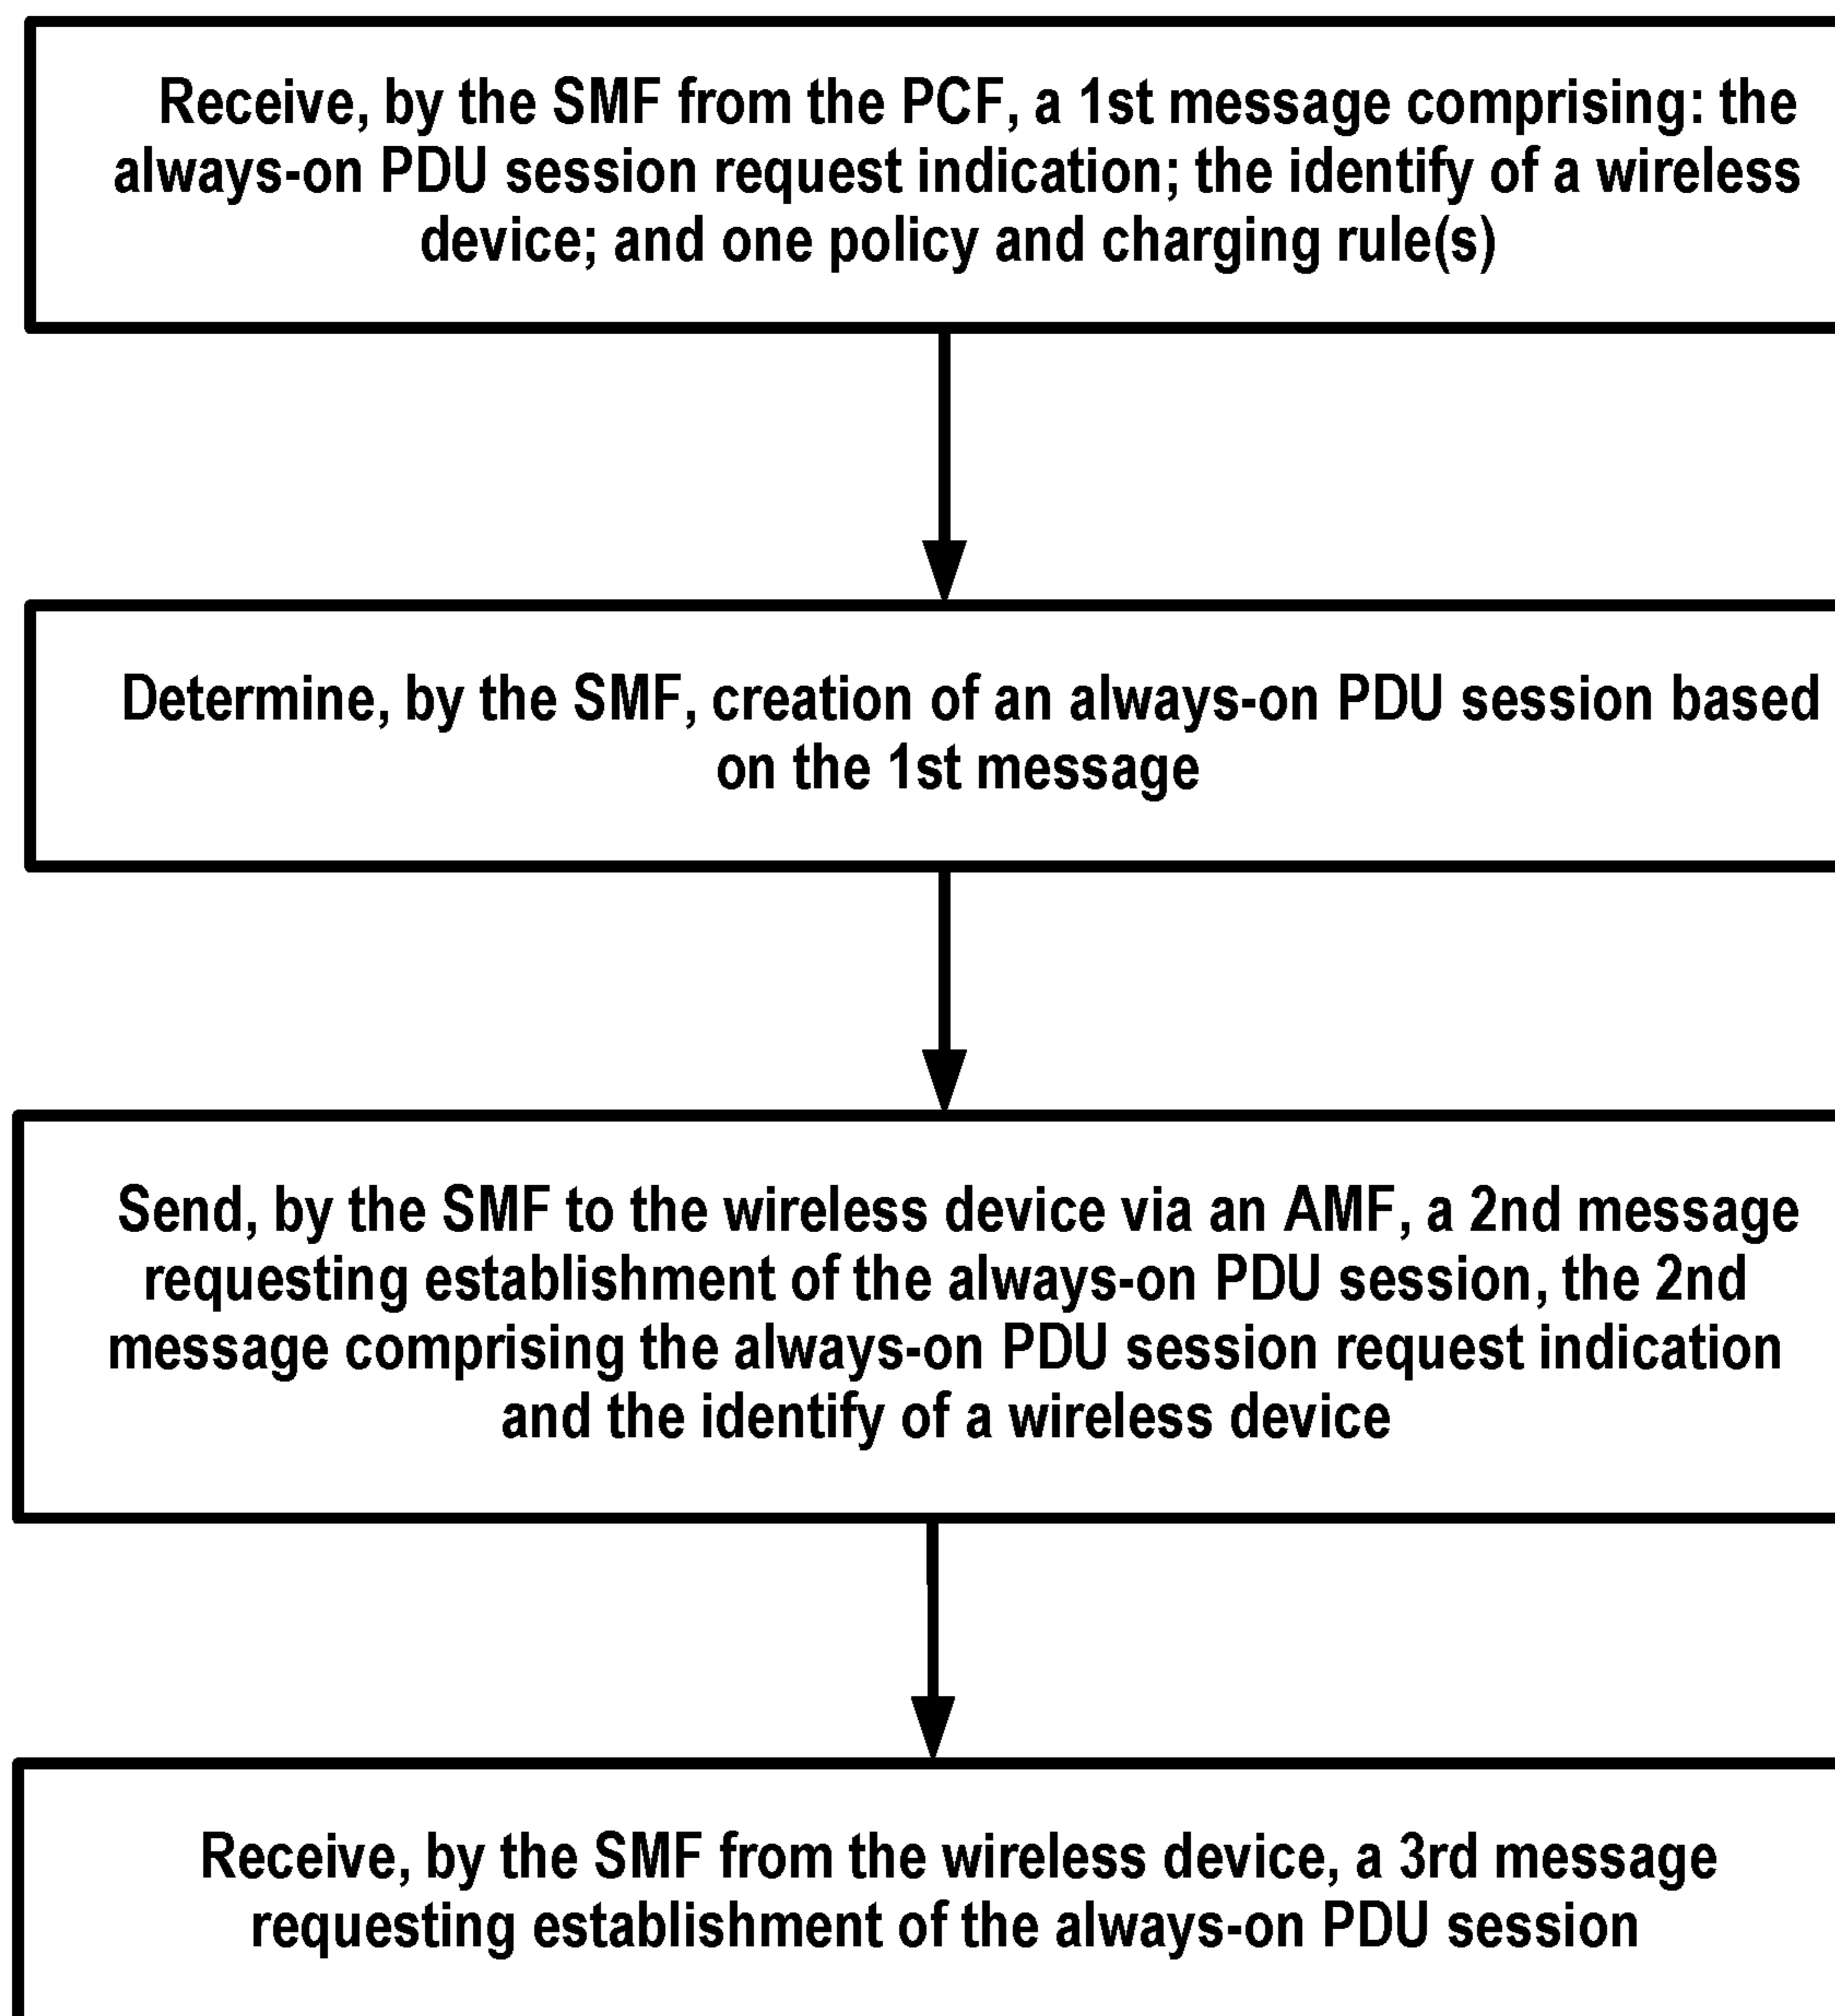 Receive, by the SMF from the PCF, a 1st message comprising: the
always-on PDU session request indication; the identify of a wireless
device; and one policy and charging rule(s)
Determine, by the SMF, creation of an always-on PDU session based
on the 1st message
Send, by the SMF to the wireless device via an AMF, a 2nd message
requesting establishment of the always-on PDU session, the 2nd
message comprising the always-on PDU session request indication
and the identify of a wireless device
Receive, by the SMF from the wireless device, a 3rd message
requesting establishment of the always-on PDU session